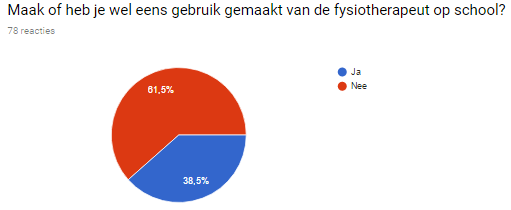 Maak of heb je wel eens gebruik gemaakt van de fysiotherapeut op school?
78 reacties
Ja
Nee
61,5%
38,5%